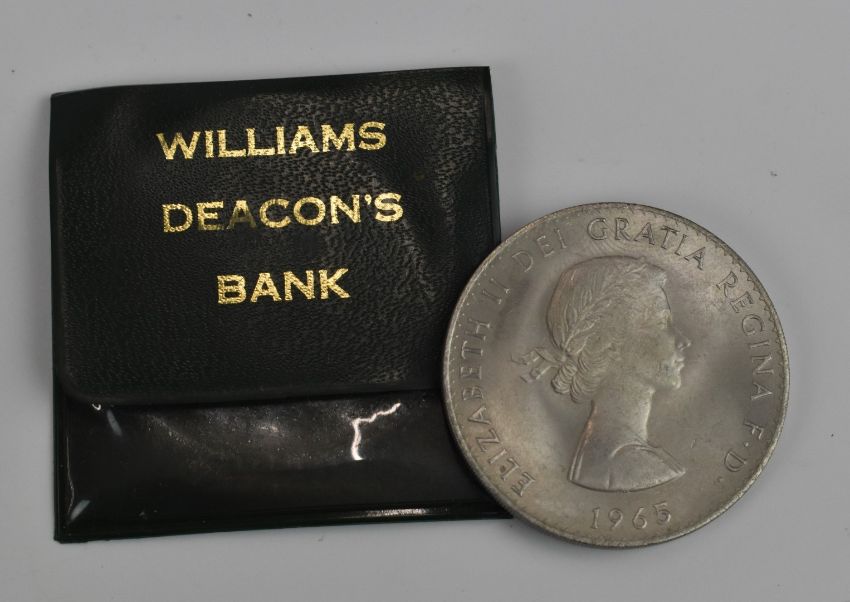 WILLIAMS
DEACON'S
BANK
ELIZABETH II DEI GRATIA REGINA F.D.
1965